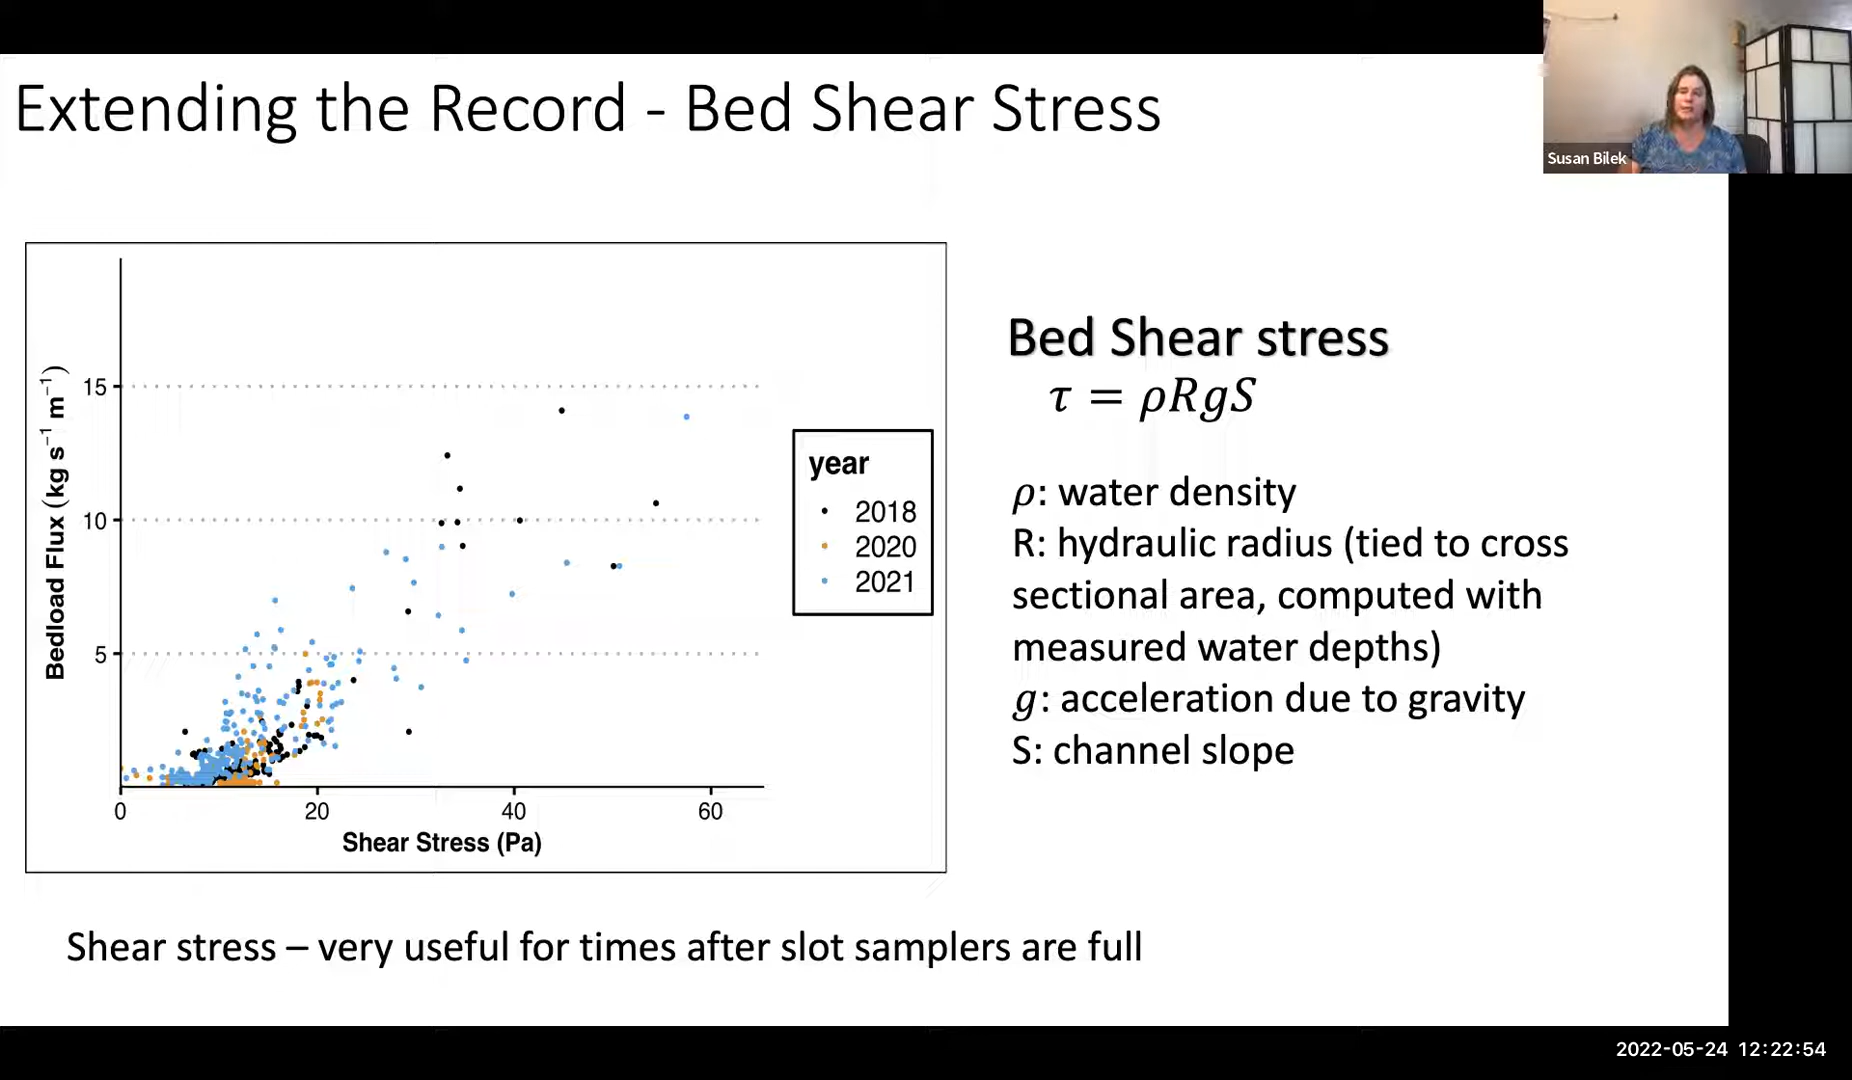 Extending the Record - Bed Shear Stress
Susan Bilek
Bedload Flux (kg s⁻¹ m⁻¹)
15
10
5
0
20
40
60
Shear Stress (Pa)
year
2018
2020
2021
Bed Shear stress
τ = ρRgS
ρ: water density
R: hydraulic radius (tied to cross
sectional area, computed with
measured water depths)
g: acceleration due to gravity
S: channel slope
Shear stress – very useful for times after slot samplers are full
2022-05-24 12:22:54